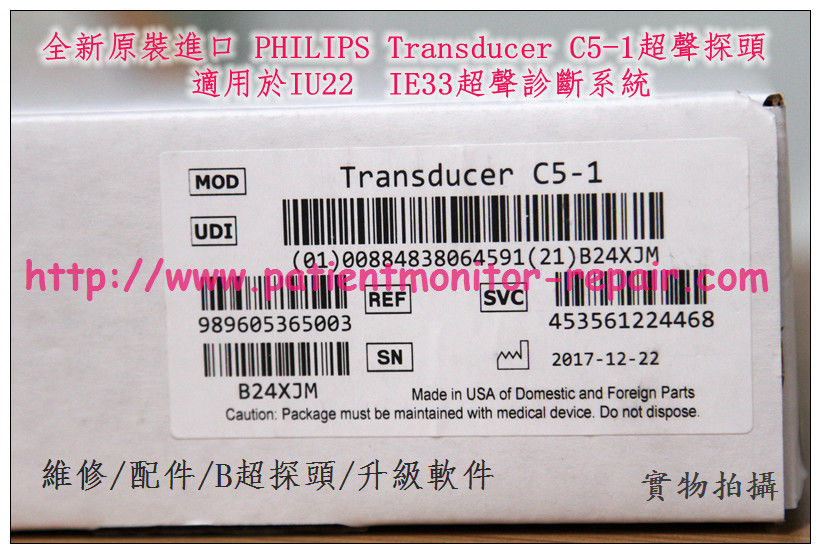 全新原裝進口 PHILIPS Transducer C5-1超聲探頭
適用於IU22 IE33超聲診斷系統
MOD
Transducer C5-1
UDI
(01)00884838064591(21)B24XJM
http://www.patientmonitor-repair.com
REF
SVC
989605365003
453561224468
SN
2017-12-22
B24XJM
Made in USA of Domestic and Foreign Parts
Caution: Package must be maintained with medical device. Do not dispose.
維修/配件/B超探頭/升級軟件
實物拍攝